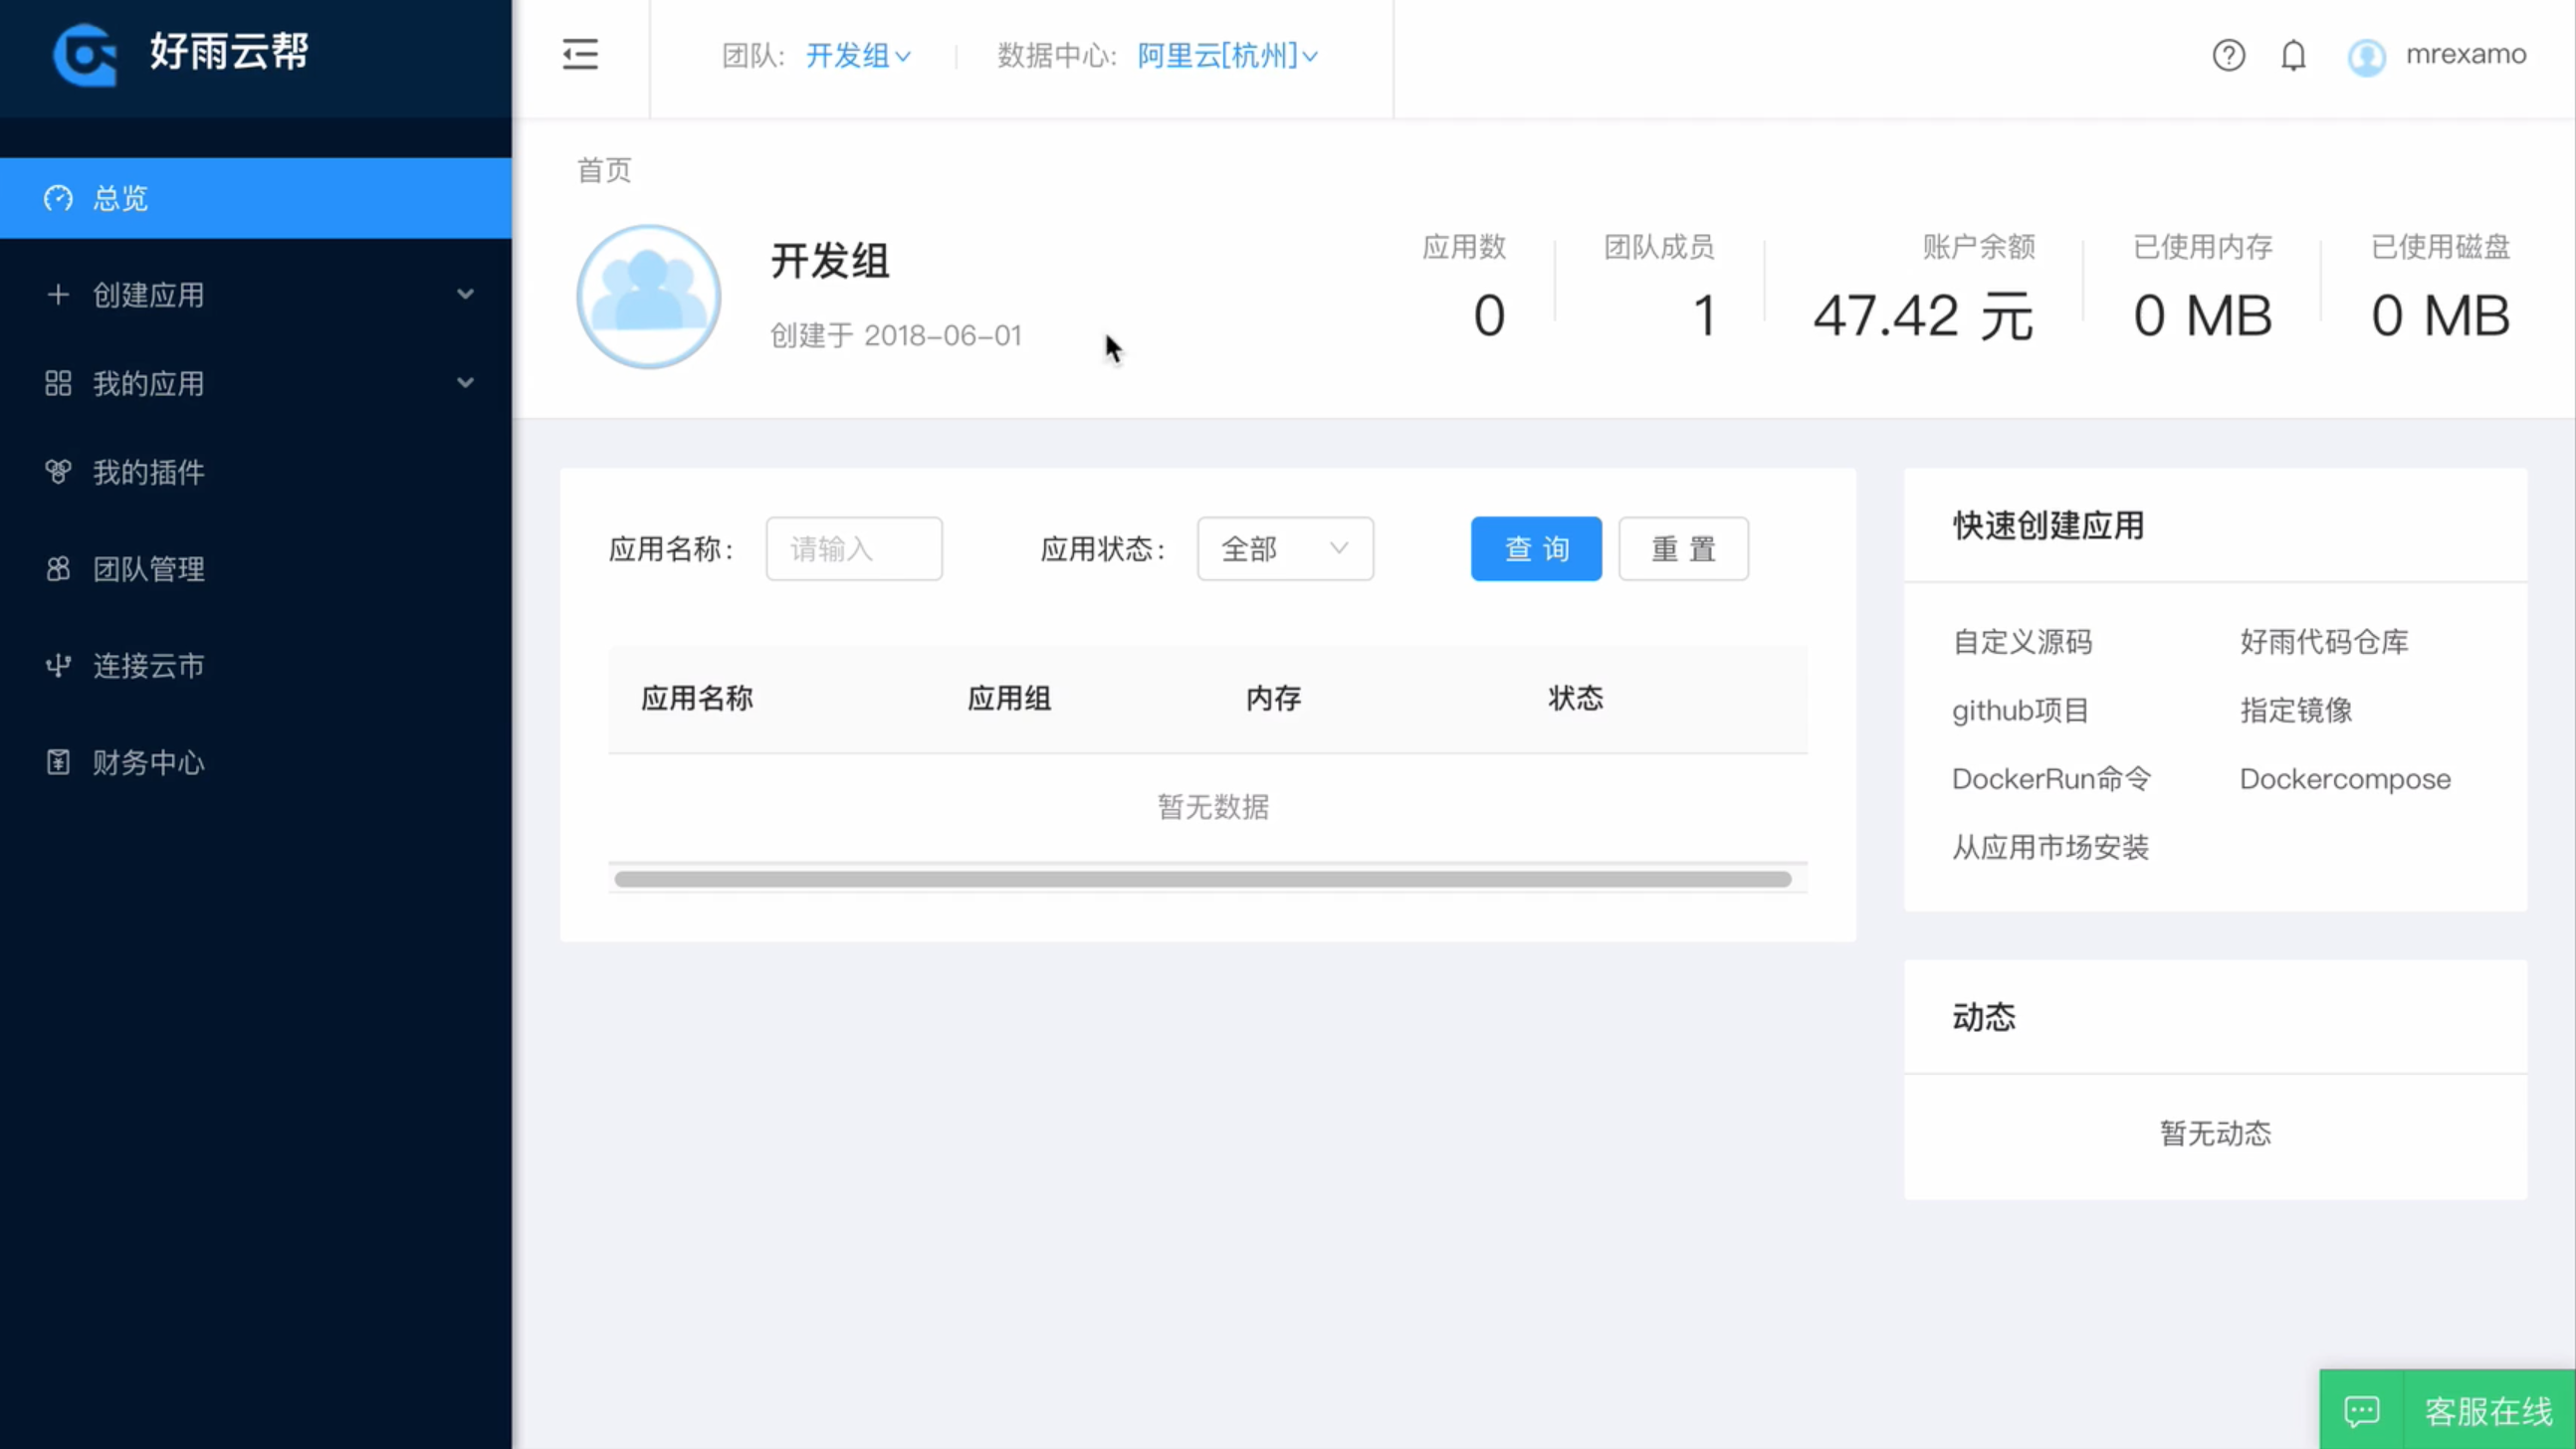 好雨云帮
团队: 开发组
数据中心: 阿里云[杭州]
mrexamo
总览
创建应用
我的应用
我的插件
团队管理
连接云市
财务中心
首页
开发组
创建于 2018-06-01
应用数
0
团队成员
1
账户余额
47.42 元
已使用内存
0 MB
已使用磁盘
0 MB
应用名称: 请输入
应用状态: 全部
查 询
重 置
应用名称 应用组 内存 状态
暂无数据
快速创建应用
自定义源码 好雨代码仓库
github项目 指定镜像
DockerRun命令 Dockercompose
从应用市场安装
动态
暂无动态
客服在线